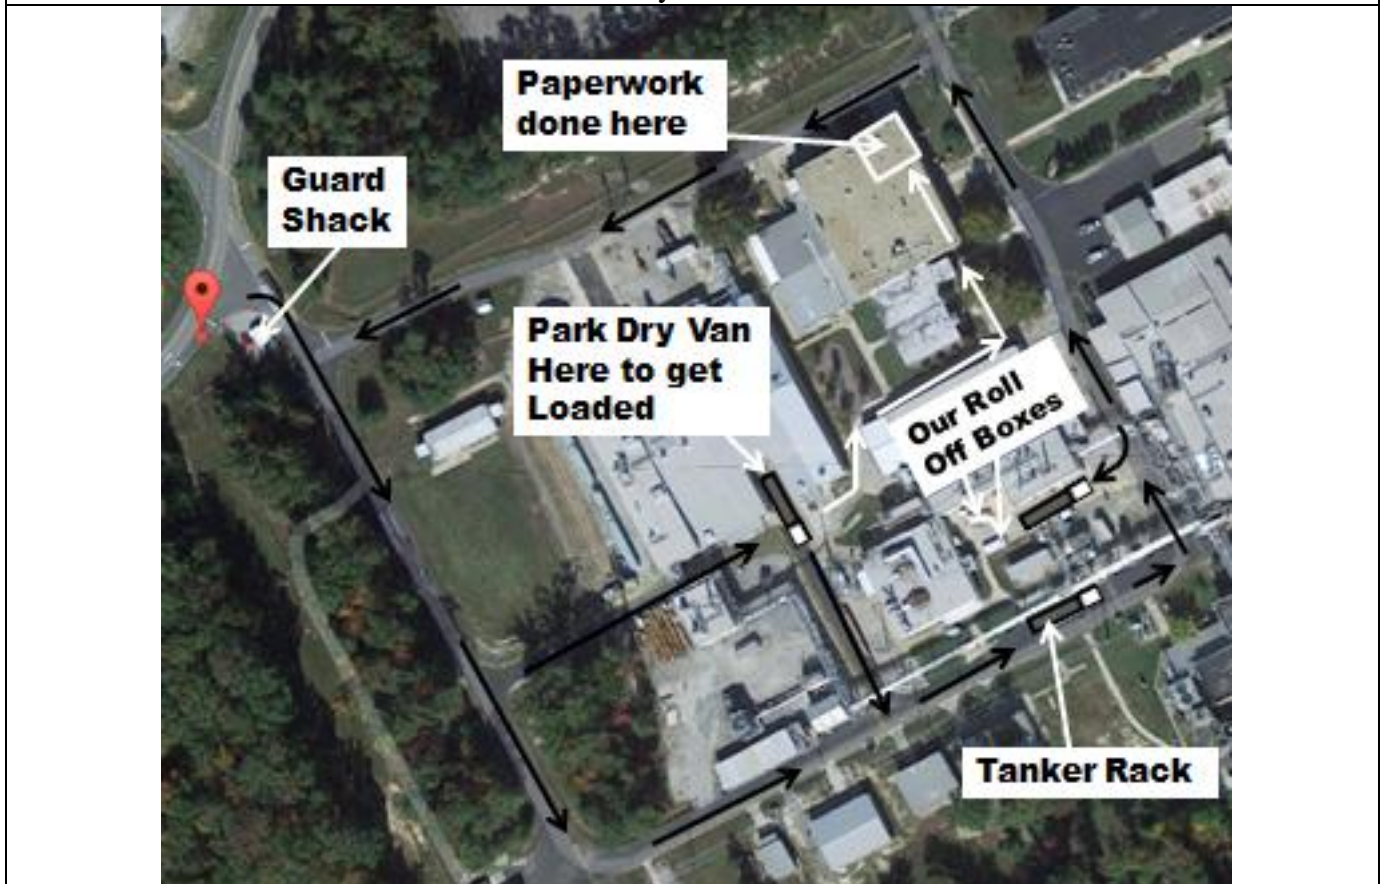 Paperwork
done here
Guard
Shack
Park Dry Van
Here to get
Loaded
Our Roll
Off Boxes
Tanker Rack